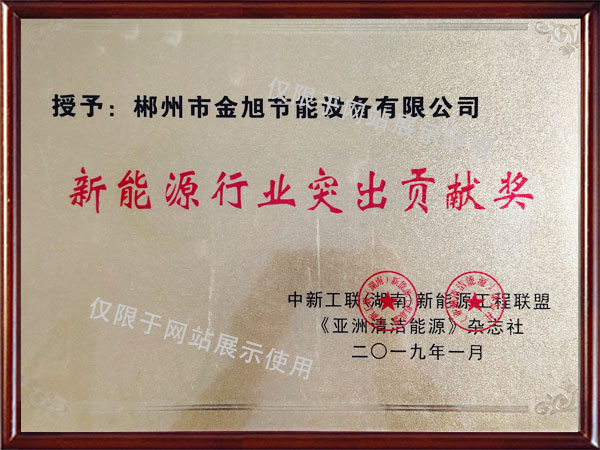 授予：郴州市金旭节能设备有限公司
新能源行业突出贡献奖
中新工联(湖南)新能源工程联盟
《亚洲清洁能源》杂志社
二〇一九年一月
仅限于网站展示使用
仅限于网站展示使用